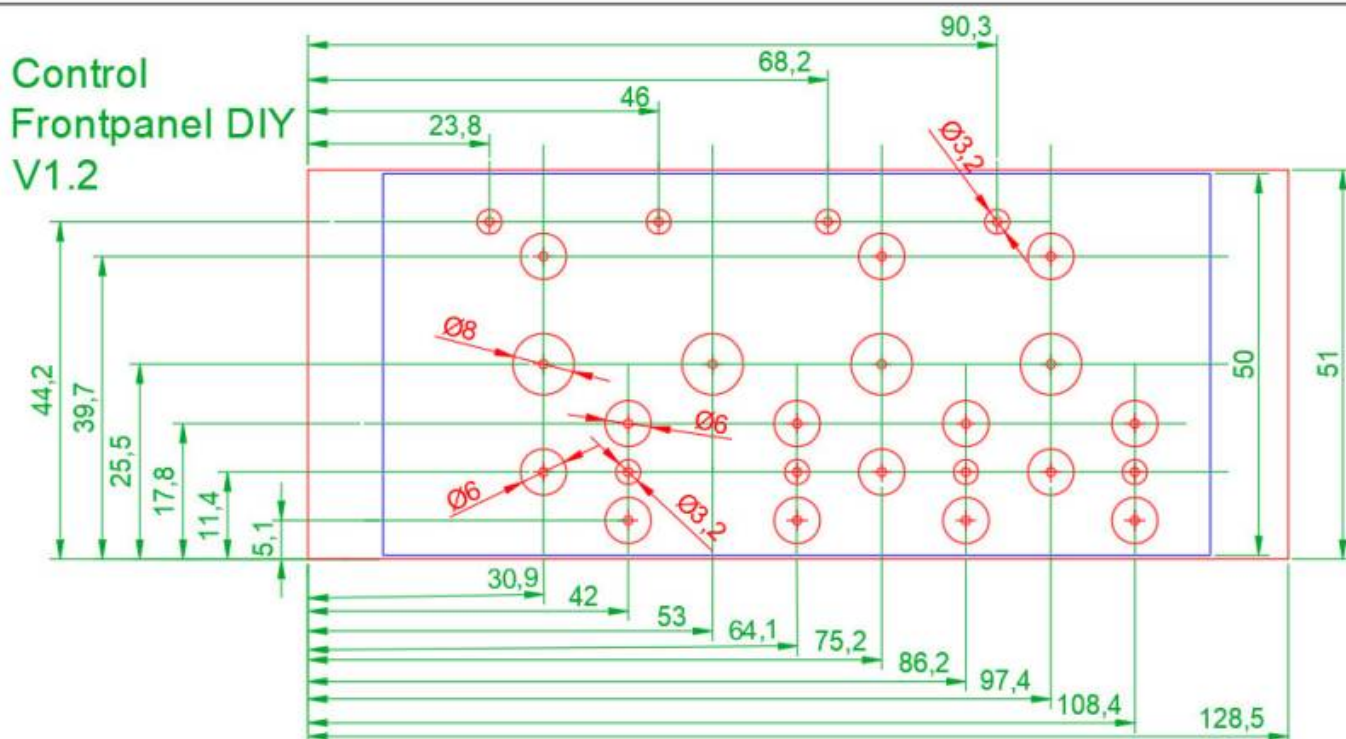 Control
Frontpanel DIY
V1.2
90,3
68,2
46
23,8
Ø3,2
Ø8
Ø6
Ø6
Ø3,2
44,2
39,7
25,5
17,8
11,4
5,1
50
51
30,9
42
53
64,1
75,2
86,2
97,4
108,4
128,5